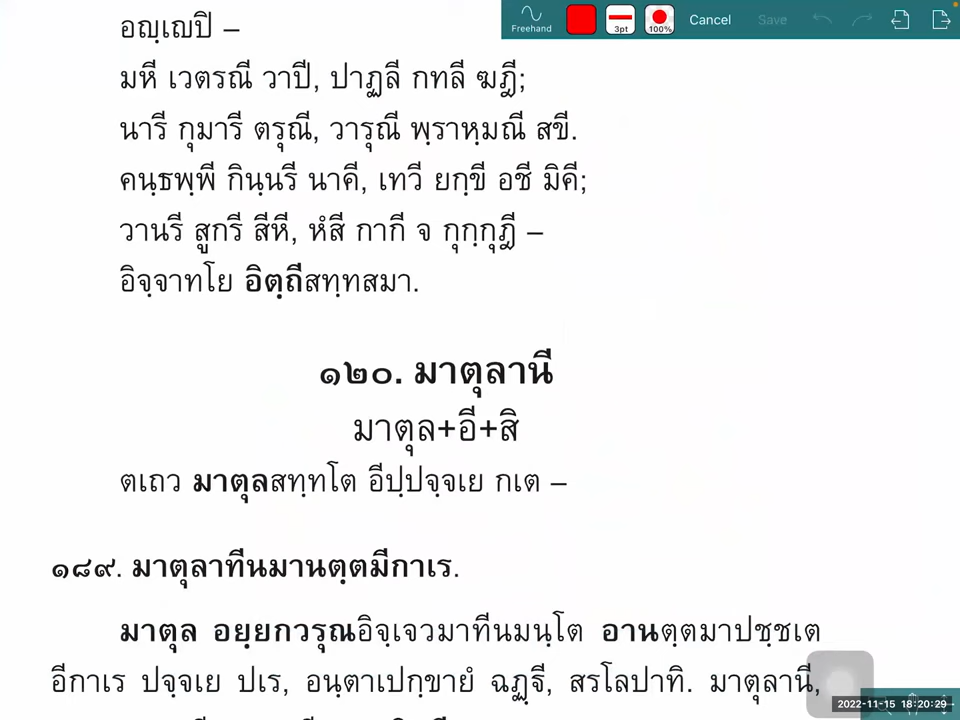 Freehand
3pt
100%
Cancel
Save
อญฺเญปิ –
มหี เวตรณี วาปี, ปาฏลี กทลี ฆฏี;
นารี กุมารี ตรุณี, วารุณี พฺราหฺมณี สขี.
คนฺธพฺพี กินฺนรี นาคี, เทวี ยกฺขี อชี มิคี;
วานรี สูกรี สีหี, หํสี กากี จ กุกฺกุฏี –
อิจฺจาทโย อิตฺถีสทฺทสมา.
๑๒๐. มาตุลานี
มาตุล+อี+สิ
ตเถว มาตุลสทฺทโต อีปฺปจฺจเย กเต –
๑๘๙. มาตุลาทีนมานตฺตมีกาเร.
มาตุล อยฺยกวรุณอิจฺเจวมาทีนมนฺโต อานตฺตมาปชฺชเต
อีกาเร ปจฺจเย ปเร, อนฺตาเปกฺขายํ ฉฏฺฐี, สรโลปาทิ. มาตุลานี,
2022-11-15 18:20:29